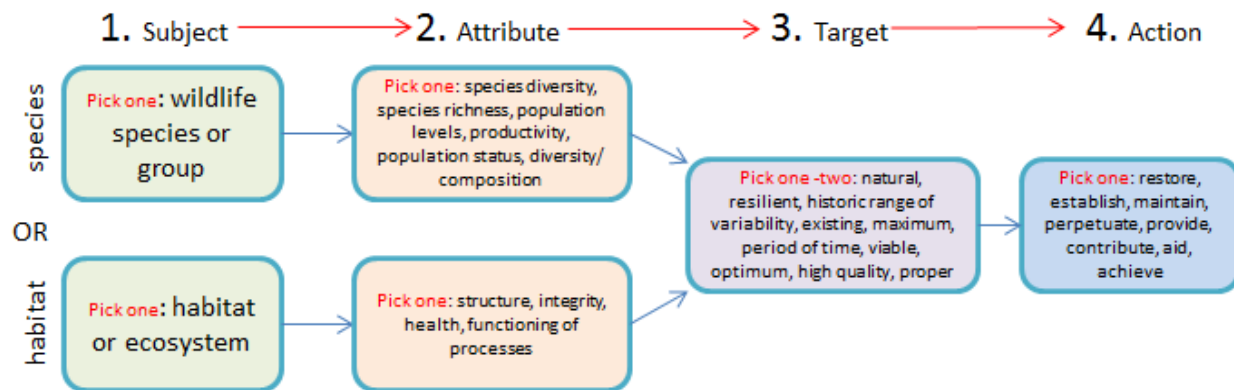 1. Subject
2. Attribute
3. Target
4. Action
species
Pick one: wildlife
species or
group
Pick one: species diversity,
species richness, population
levels, productivity,
population status, diversity/
composition
Pick one -two: natural,
resilient, historic range of
variability, existing, maximum,
period of time, viable,
optimum, high quality, proper
Pick one: restore,
establish, maintain,
perpetuate, provide,
contribute, aid,
achieve
OR
habitat
Pick one: habitat
or ecosystem
Pick one: structure, integrity,
health, functioning of
processes